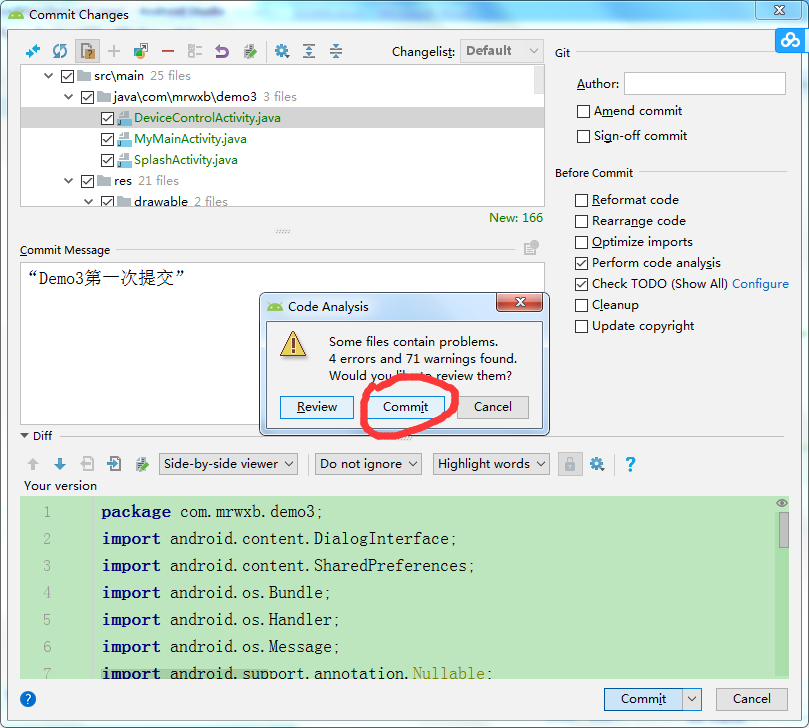 Commit Changes
Changelist: Default
src\main 25 files
java\com\mrwxb\demo3 3 files
DeviceControlActivity.java
MyMainActivity.java
SplashActivity.java
res 21 files
drawable 2 files
New: 166
Commit Message
“Demo3第一次提交”
Git
Author:
Amend commit
Sign-off commit
Before Commit
Reformat code
Rearrange code
Optimize imports
Perform code analysis
Check TODO (Show All) Configure
Cleanup
Update copyright
Code Analysis
Some files contain problems.
4 errors and 71 warnings found.
Would you like to review them?
Review Commit Cancel
Diff
Side-by-side viewer Do not ignore Highlight words ?
Your version
1 package com.mrwxb.demo3;
2 import android.content.DialogInterface;
3 import android.content.SharedPreferences;
4 import android.os.Bundle;
5 import android.os.Handler;
6 import android.os.Message;
7 import android.support.annotation.Nullable;
? Commit Cancel